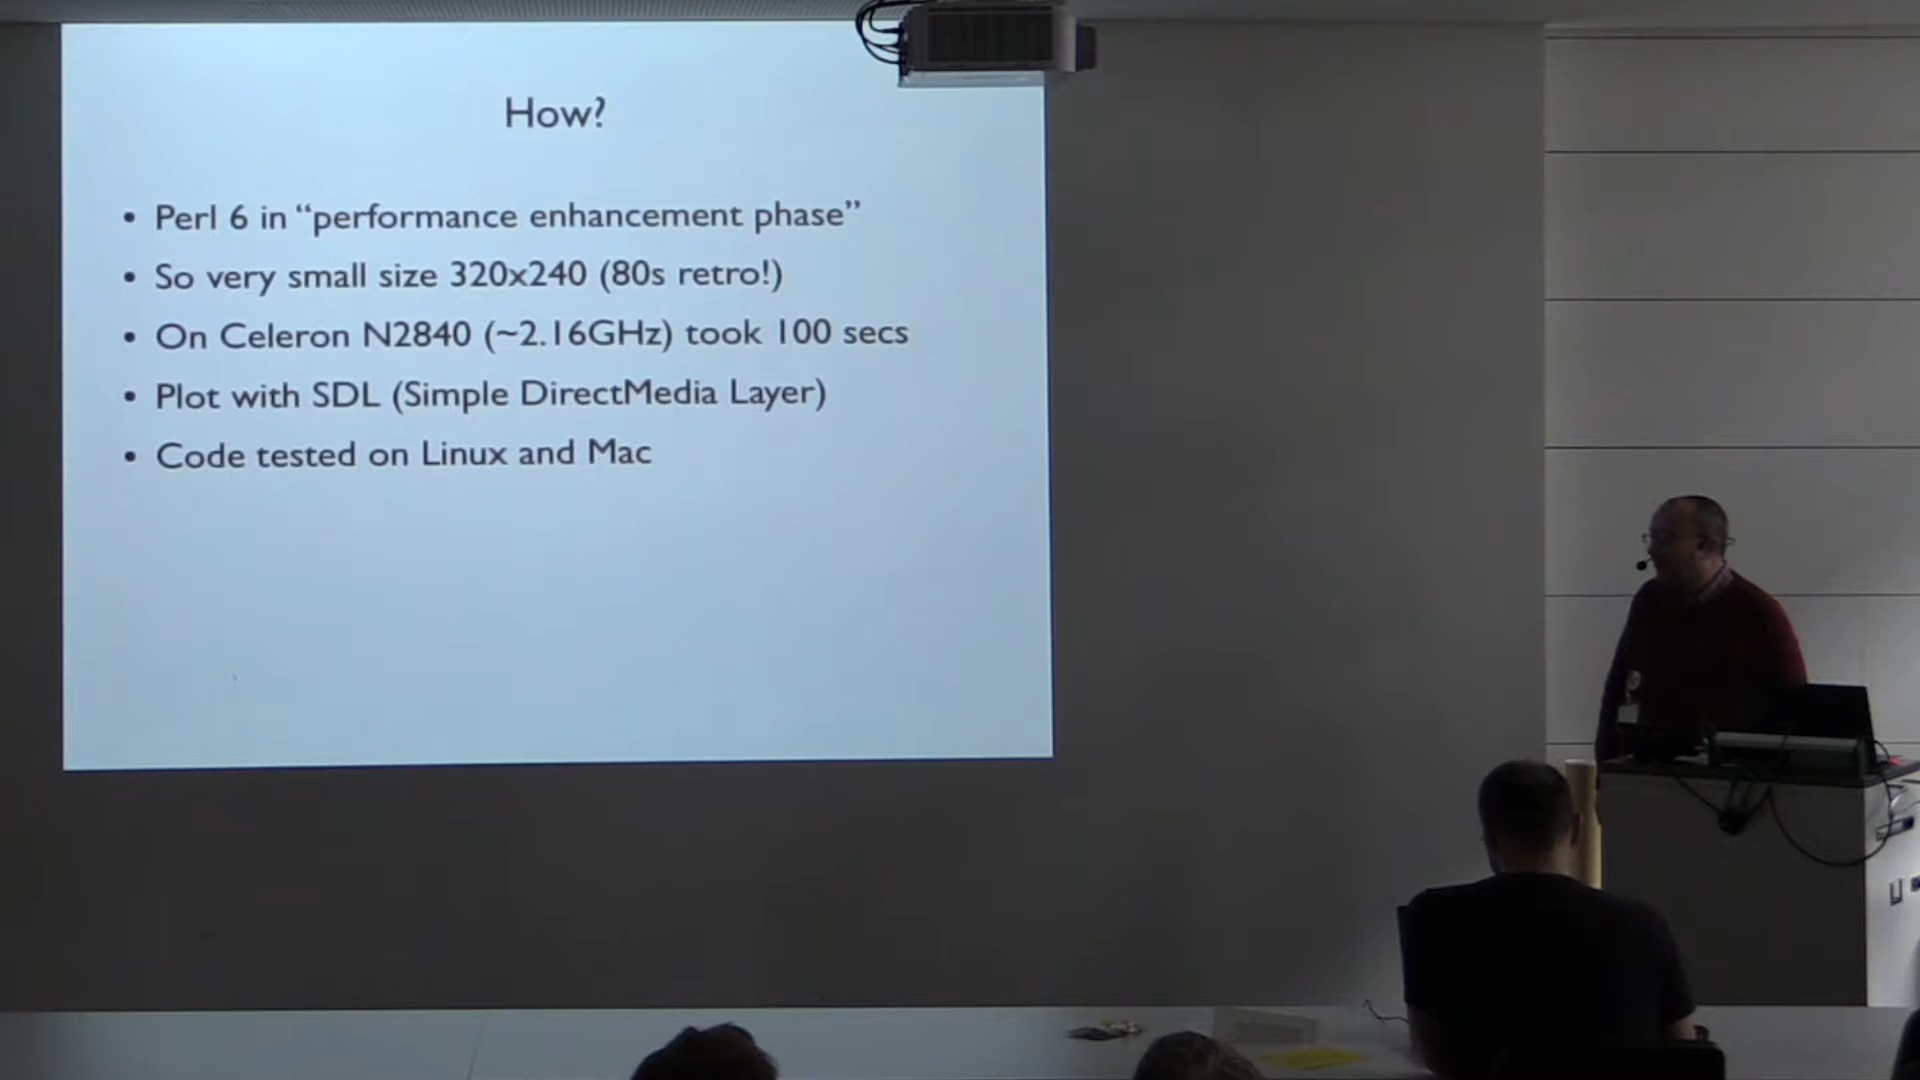 How?
• Perl 6 in “performance enhancement phase”
• So very small size 320x240 (80s retro!)
• On Celeron N2840 (~2.16GHz) took 100 secs
• Plot with SDL (Simple DirectMedia Layer)
• Code tested on Linux and Mac